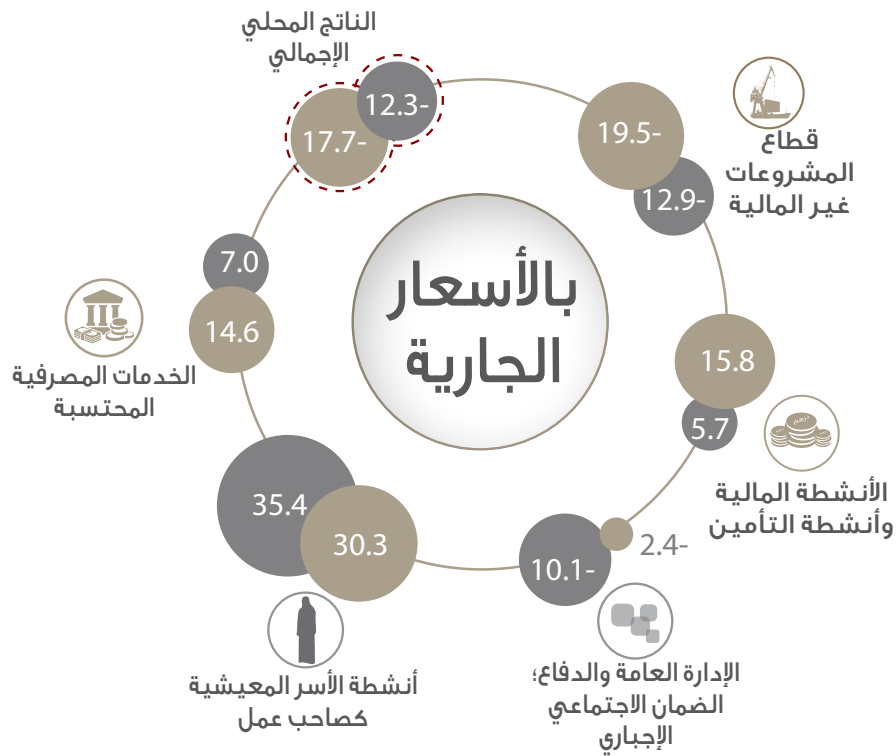 الناتج المحلي
الإجمالي
12.3-
17.7-
19.5-
12.9-
قطاع
المشروعات
غير المالية
بالأسعار
الجارية
7.0
14.6
الخدمات المصرفية
المحتسبة
15.8
5.7
الأنشطة المالية
وأنشطة التأمين
35.4
30.3
أنشطة الأسر المعيشية
كصاحب عمل
2.4-
10.1-
الإدارة العامة والدفاع؛
الضمان الاجتماعي
الإجباري